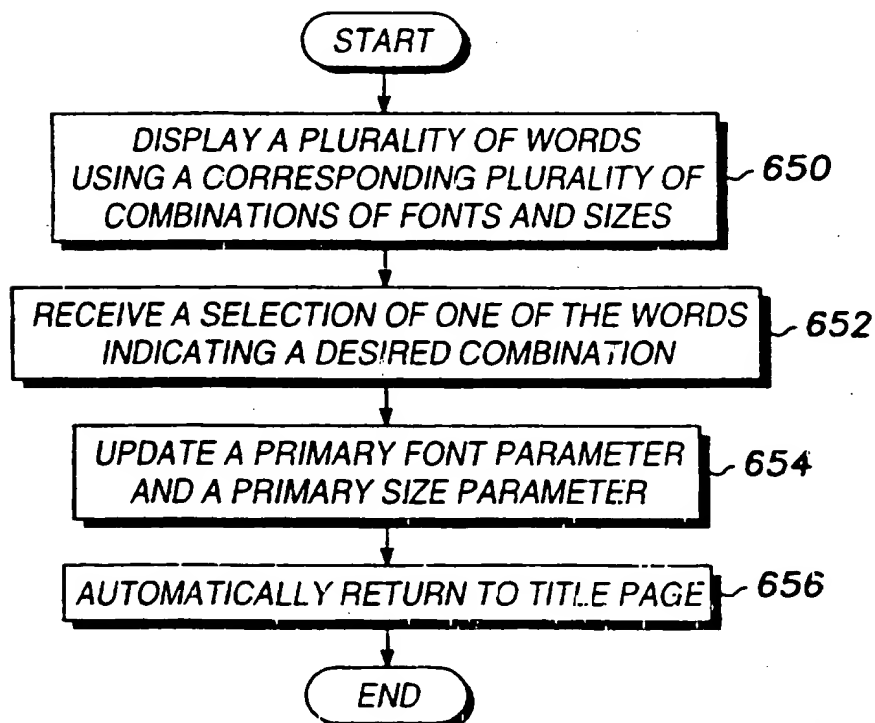 START
DISPLAY A PLURALITY OF WORDS
USING A CORRESPONDING PLURALITY OF
COMBINATIONS OF FONTS AND SIZES
650
RECEIVE A SELECTION OF ONE OF THE WORDS
INDICATING A DESIRED COMBINATION
652
UPDATE A PRIMARY FONT PARAMETER
AND A PRIMARY SIZE PARAMETER
654
AUTOMATICALLY RETURN TO TITLE PAGE
656
END